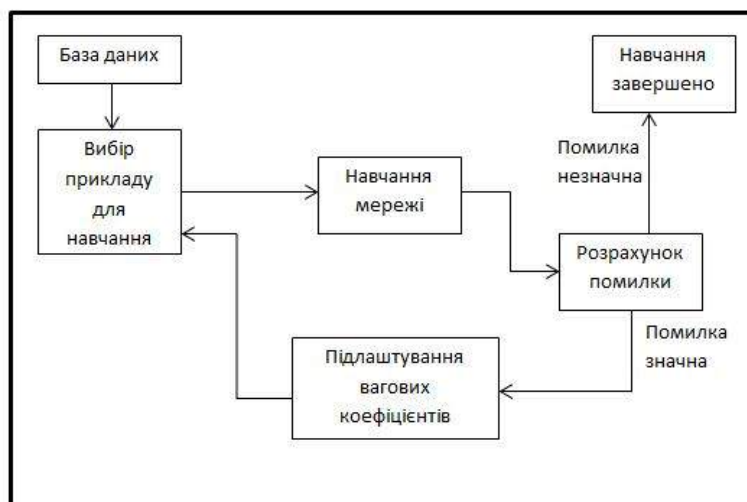 База даних
Вибір
прикладу
для
навчання
Навчання
мережі
Навчання
завершено
Помилка
незначна
Розрахунок
помилки
Помилка
значна
Підлаштування
вагових
коефіцієнтів